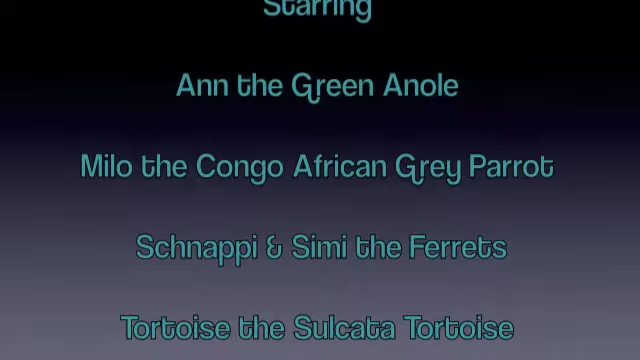 Starring
Ann the Green Anole
Milo the Congo African Grey Parrot
Schnappi & Simi the Ferrets
Tortoise the Sulcata Tortoise